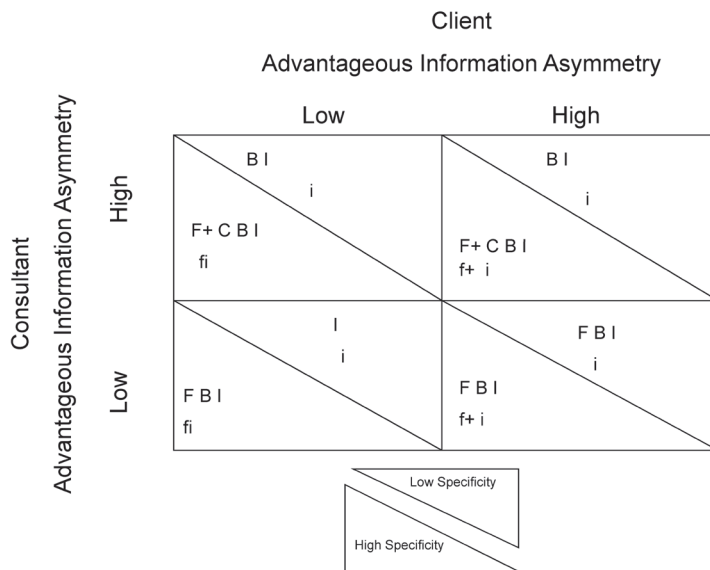 Client
Advantageous Information Asymmetry
Low
High
Consultant
Advantageous Information Asymmetry
High
B I
i
F+ C B I
fi
B I
i
F+ C B I
f+ i
Low
I
i
F B I
fi
F B I
i
F B I
f+ i
Low Specificity
High Specificity